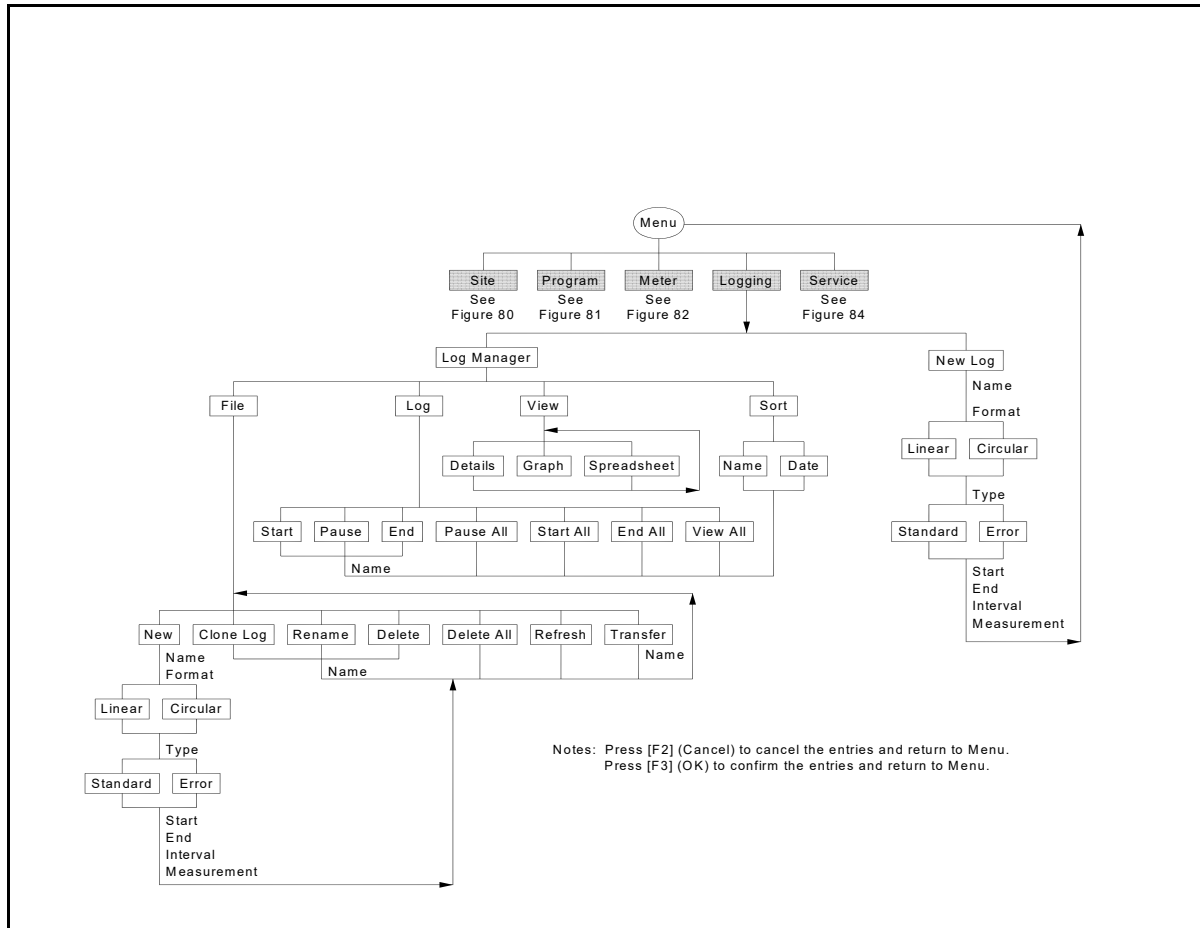 Menu
Site
Program
Meter
Logging
Service
See
Figure 80
See
Figure 81
See
Figure 82
See
Figure 84
Log Manager
New Log
Name
Format
Linear
Circular
Type
Standard
Error
Start
End
Interval
Measurement
File
Log
View
Sort
Details
Graph
Spreadsheet
Name
Date
Start
Pause
End
Pause All
Start All
End All
View All
Name
New
Clone Log
Rename
Delete
Delete All
Refresh
Transfer
Name
Name
Name
Format
Linear
Circular
Type
Standard
Error
Start
End
Interval
Measurement
Notes: Press [F2] (Cancel) to cancel the entries and return to Menu.
Press [F3] (OK) to confirm the entries and return to Menu.